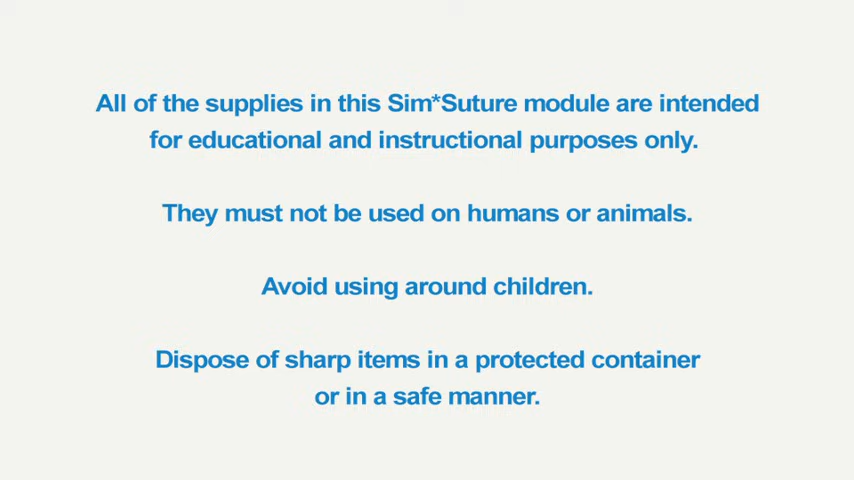 All of the supplies in this Sim*Suture module are intended
for educational and instructional purposes only.
They must not be used on humans or animals.
Avoid using around children.
Dispose of sharp items in a protected container
or in a safe manner.